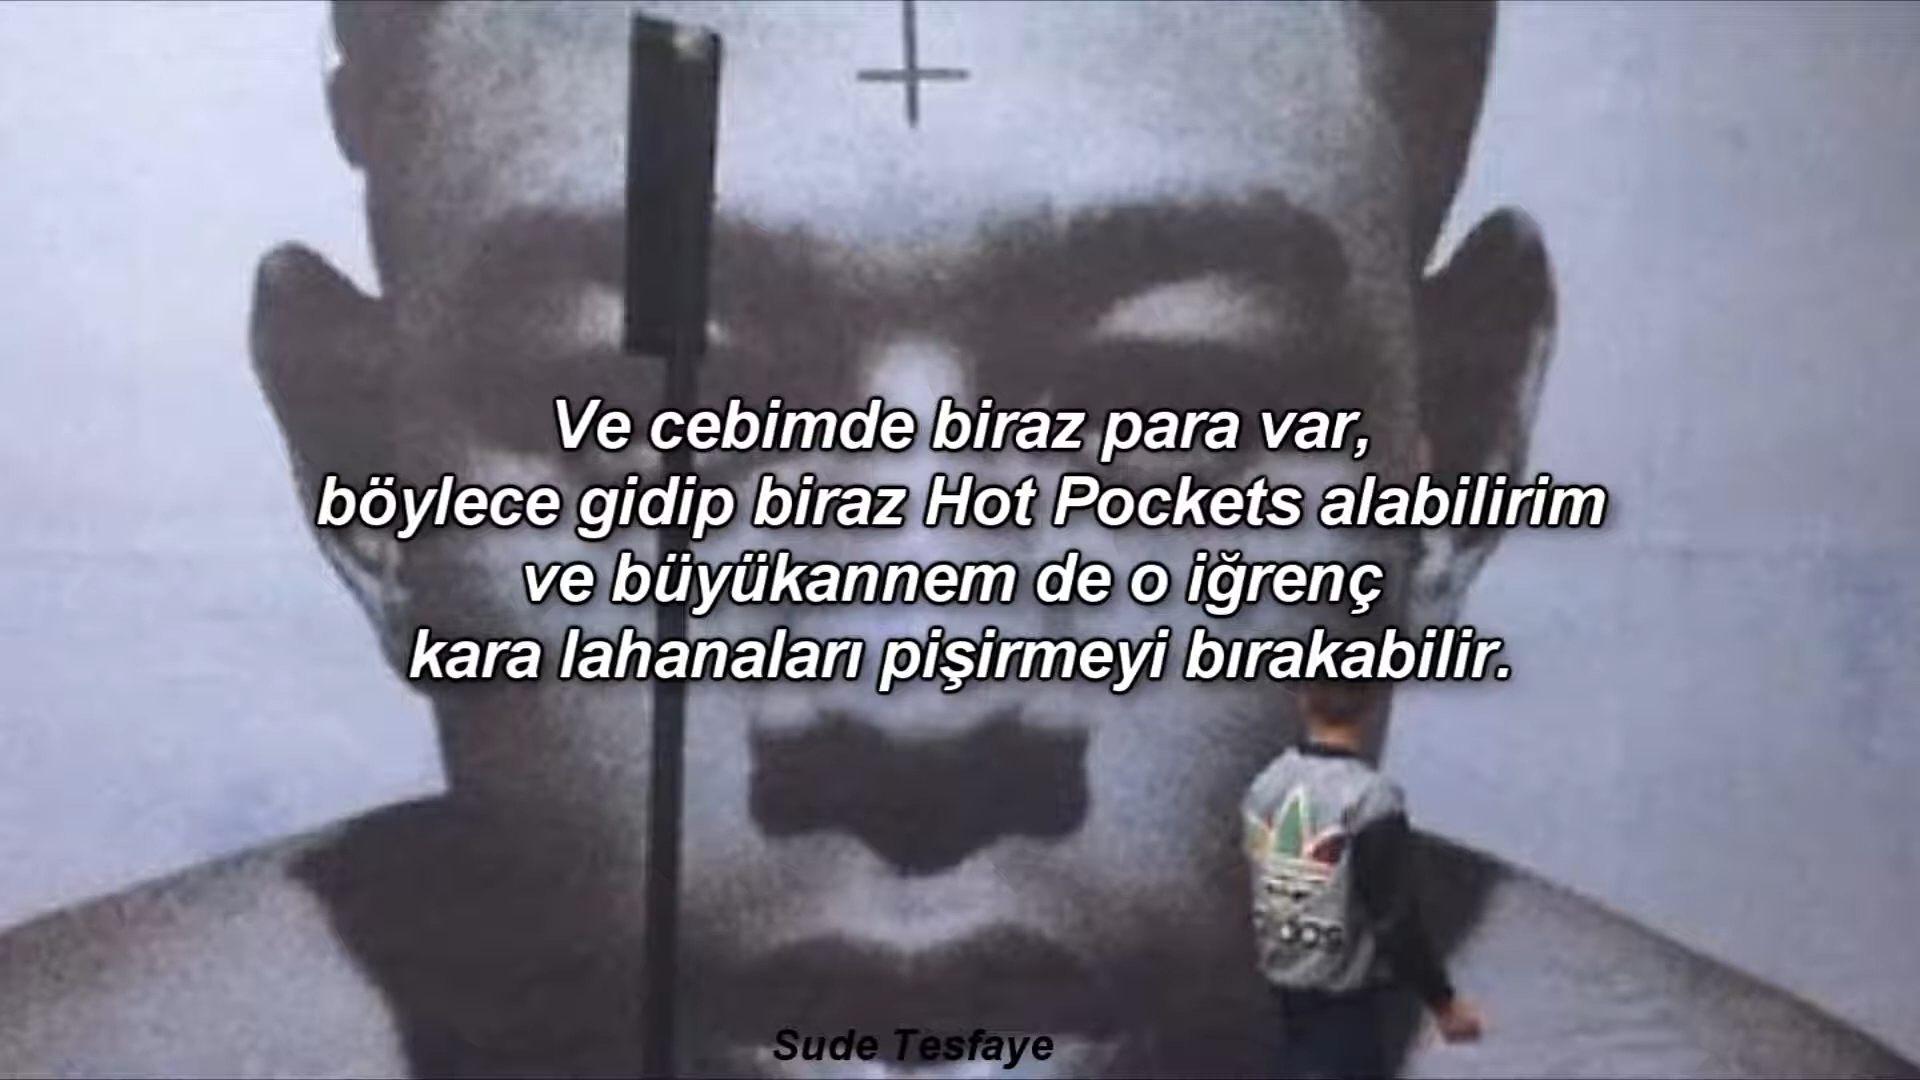 Ve cebimde biraz para var,
böylece gidip biraz Hot Pockets alabilirim
ve büyükannem de o iğrenç
kara lahanaları pişirmeyi bırakabilir.
Sude Tesfaye